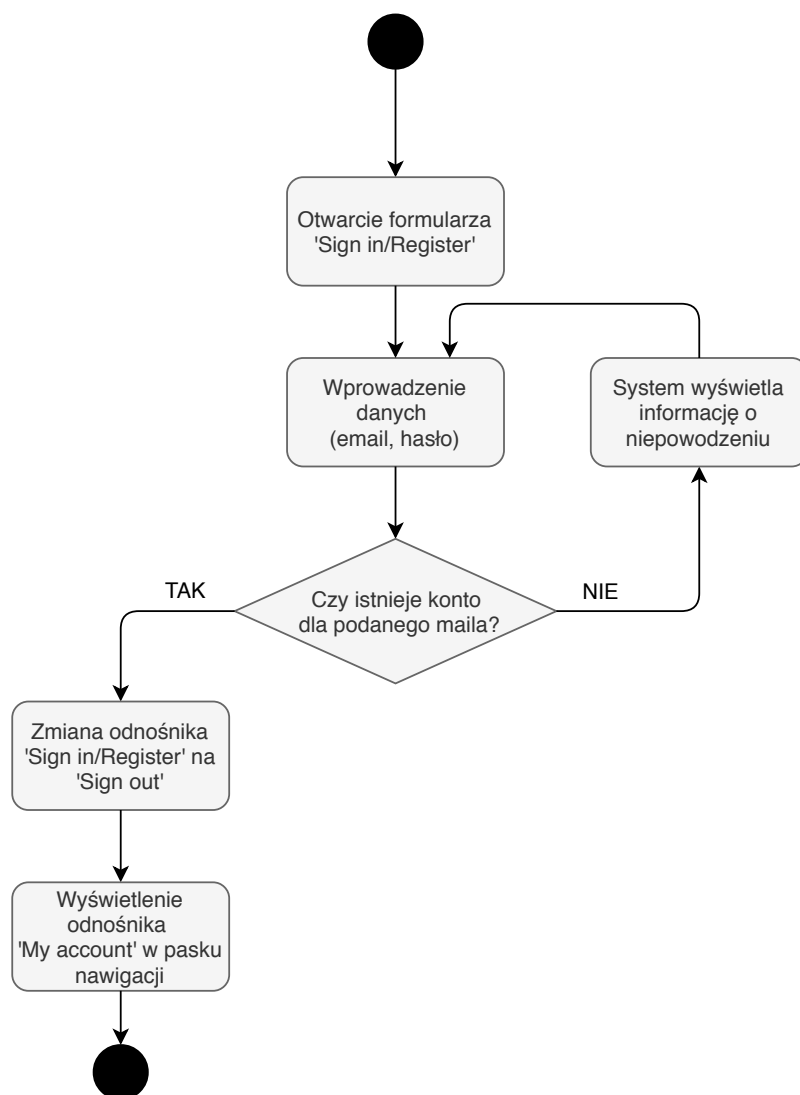 Otwarcie formularza
'Sign in/Register'
Wprowadzenie
danych
(email, hasło)
System wyświetla
informację o
niepowodzeniu
Czy istnieje konto
dla podanego maila?
TAK
NIE
Zmiana odnośnika
'Sign in/Register' na
'Sign out'
Wyświetlenie
odnośnika
'My account' w pasku
nawigacji